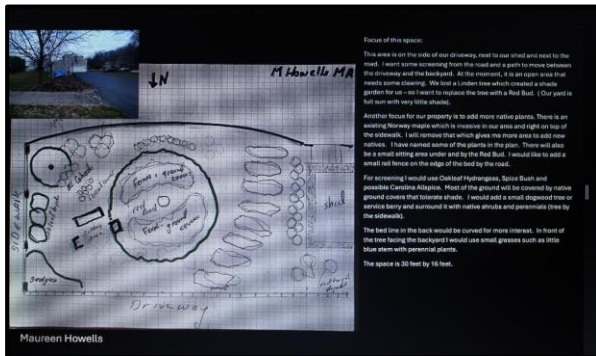 ↓N
M Howells MA
SIDEWALK
red bud
Ferns + ground cover
Ferns + ground cover
shed
DRIVEWAY
Maureen Howells
Focus of this space:
This area is on the side of our driveway, next to our shed and next to the
road. I want some screening from the road and a path to move between
the driveway and the backyard. At the moment, it is an open area that
needs some clearing. We lost a Linden tree which created a shade
garden for us - so I want to replace the tree with a Red Bud. ( Our yard is
full sun with very little shade).
Another focus for our property is to add more native plants. There is an
existing Norway maple which is invasive in our area and right on top of
the shed. I will remove that which gives me more area to add new
natives. I have named some of the plants in the plan. There will also
be a small sitting area under and by the Red Bud. I would like to add a
small rail fence on the edge of the bed by the road.
For screening I would use Oakleaf Hydrangeas, Spice Bush and
possible Carolina Allspice. Most of the ground will be covered by native
ground covers that tolerate shade. I would add a small dogwood tree or
service berry and surround it with native shrubs and perennials (tree by
the sidewalk).
The bed line in the back would be curved for more interest. In front of
the tree facing the backyard I would use small grasses such as little
blue stem with perennial plants.
The space is 30 feet by 16 feet.